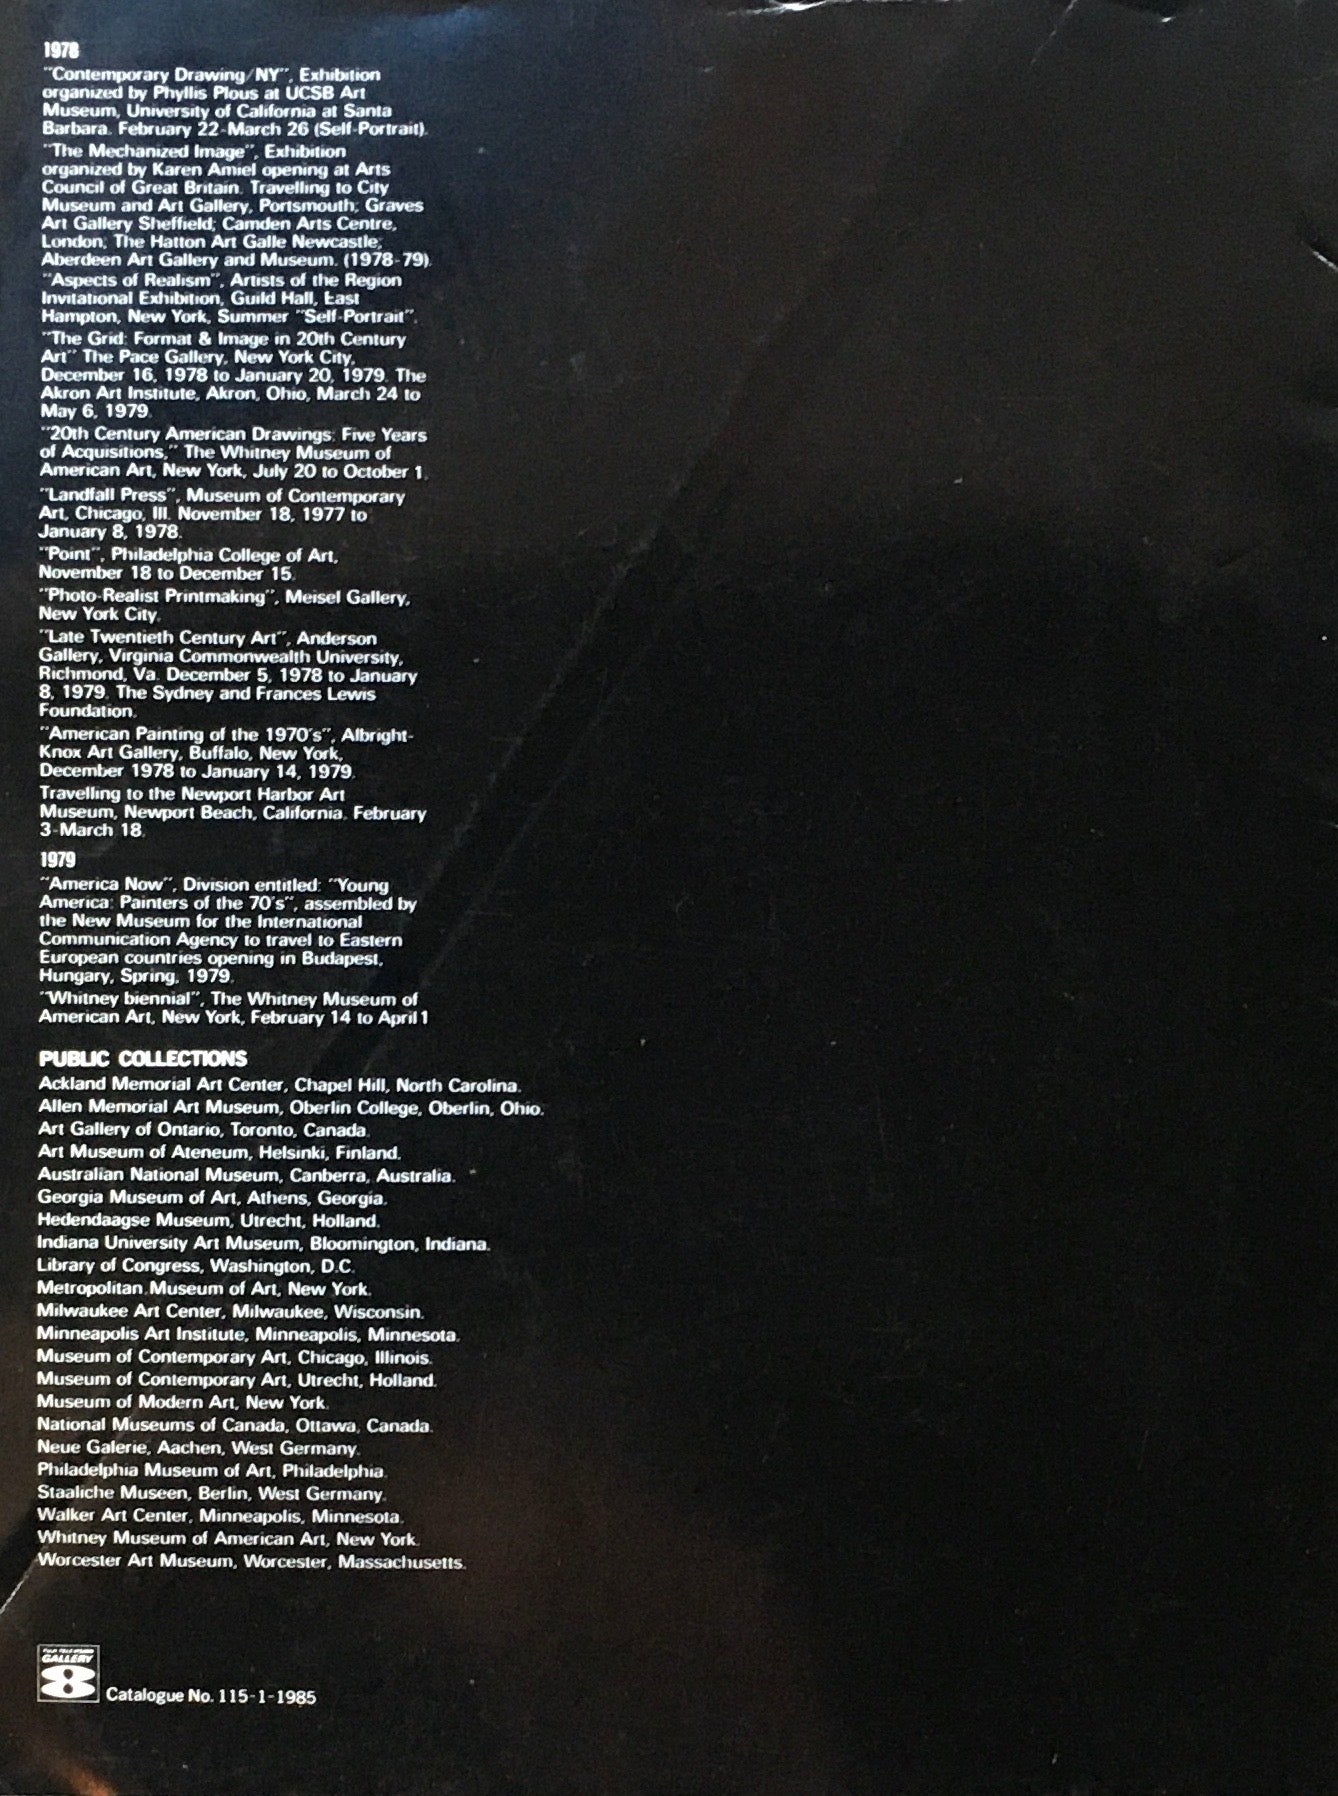 1978
"Contemporary Drawing/NY", Exhibition
organized by Phyllis Plous at UCSB Art
Museum, University of California at Santa
Barbara. February 22-March 26 (Self-Portrait).
"The Mechanized Image", Exhibition
organized by Karen Amiel opening at Arts
Council of Great Britain. Travelling to City
Museum and Art Gallery, Portsmouth; Graves
Art Gallery Sheffield; Camden Arts Centre,
London; The Hatton Art Galle Newcastle;
Aberdeen Art Gallery and Museum. (1978-79).
"Aspects of Realism", Artists of the Region
Invitational Exhibition, Guild Hall, East
Hampton, New York, Summer "Self-Portrait".
"The Grid: Format & Image in 20th Century
Art" The Pace Gallery, New York City,
December 16, 1978 to January 20, 1979. The
Akron Art Institute, Akron, Ohio, March 24 to
May 6, 1979.
"20th Century American Drawings: Five Years
of Acquisitions," The Whitney Museum of
American Art, New York, July 20 to October 1.
"Landfall Press", Museum of Contemporary
Art, Chicago, Ill. November 18, 1977 to
January 8, 1978.
"Point", Philadelphia College of Art,
November 18 to December 15.
"Photo-Realist Printmaking", Meisel Gallery,
New York City.
"Late Twentieth Century Art", Anderson
Gallery, Virginia Commonwealth University,
Richmond, Va. December 5, 1978 to January
8, 1979. The Sydney and Frances Lewis
Foundation.
"American Painting of the 1970's", Albright-
Knox Art Gallery, Buffalo, New York,
December 1978 to January 14, 1979.
Travelling to the Newport Harbor Art
Museum, Newport Beach, California. February
3-March 18.
1979
"America Now", Division entitled: "Young
America: Painters of the 70's", assembled by
the New Museum for the International
Communication Agency to travel to Eastern
European countries opening in Budapest,
Hungary, Spring, 1979.
"Whitney biennial", The Whitney Museum of
American Art, New York, February 14 to April 1
PUBLIC COLLECTIONS
Ackland Memorial Art Center, Chapel Hill, North Carolina.
Allen Memorial Art Museum, Oberlin College, Oberlin, Ohio.
Art Gallery of Ontario, Toronto, Canada.
Art Museum of Ateneum, Helsinki, Finland.
Australian National Museum, Canberra, Australia.
Georgia Museum of Art, Athens, Georgia.
Hedendaagse Museum, Utrecht, Holland.
Indiana University Art Museum, Bloomington, Indiana.
Library of Congress, Washington, D.C.
Metropolitan Museum of Art, New York.
Milwaukee Art Center, Milwaukee, Wisconsin.
Minneapolis Art Institute, Minneapolis, Minnesota.
Museum of Contemporary Art, Chicago, Illinois.
Museum of Contemporary Art, Utrecht, Holland.
Museum of Modern Art, New York.
National Museums of Canada, Ottawa, Canada.
Neue Galerie, Aachen, West Germany.
Philadelphia Museum of Art, Philadelphia.
Staaliche Museen, Berlin, West Germany.
Walker Art Center, Minneapolis, Minnesota.
Whitney Museum of American Art, New York.
Worcester Art Museum, Worcester, Massachusetts.
FUJI TELEVISION
GALLERY
Catalogue No. 115-1-1985